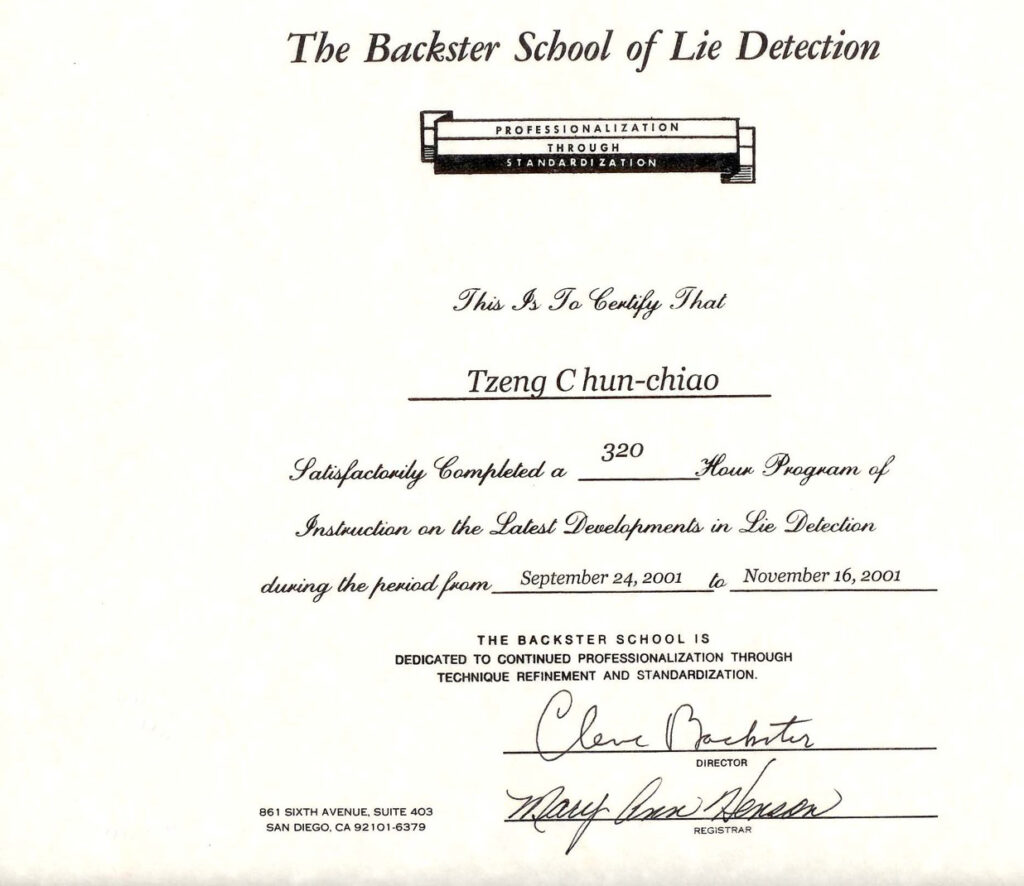 The Backster School of Lie Detection
PROFESSIONALIZATION
THROUGH
STANDARDIZATION
This Is To Certify That
Tzeng Chun-chiao
Satisfactorily Completed a 320 Hour Program of
Instruction on the Latest Developments in Lie Detection
during the period from September 24, 2001 to November 16, 2001
THE BACKSTER SCHOOL IS
DEDICATED TO CONTINUED PROFESSIONALIZATION THROUGH
TECHNIQUE REFINEMENT AND STANDARDIZATION.
Cleve Backster
DIRECTOR
Mary Ann Henson
REGISTRAR
861 SIXTH AVENUE, SUITE 403
SAN DIEGO, CA 92101-6379